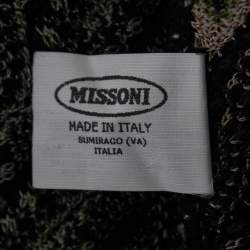 MISSONI
MADE IN ITALY
SUMIRAGO (VA)
ITALIA